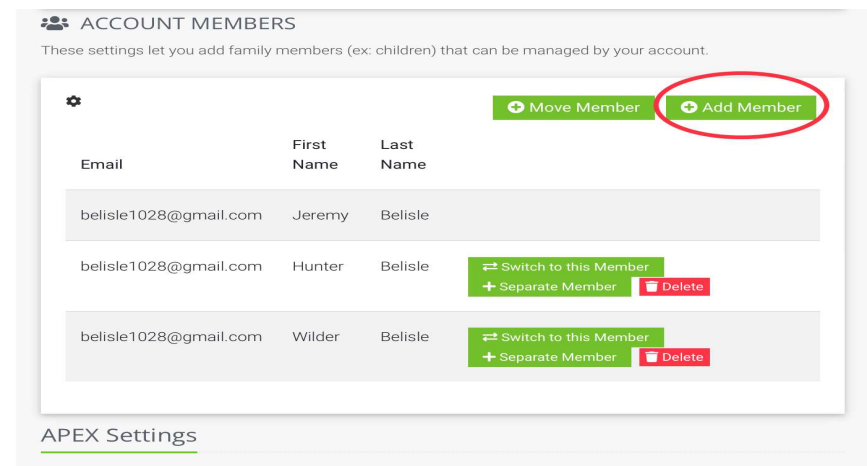 ACCOUNT MEMBERS
These settings let you add family members (ex: children) that can be managed by your account.
Move Member Add Member
First Last
Email Name Name
belisle1028@gmail.com Jeremy Belisle
belisle1028@gmail.com Hunter Belisle Switch to this Member
Separate Member Delete
belisle1028@gmail.com Wilder Belisle Switch to this Member
Separate Member Delete
APEX Settings